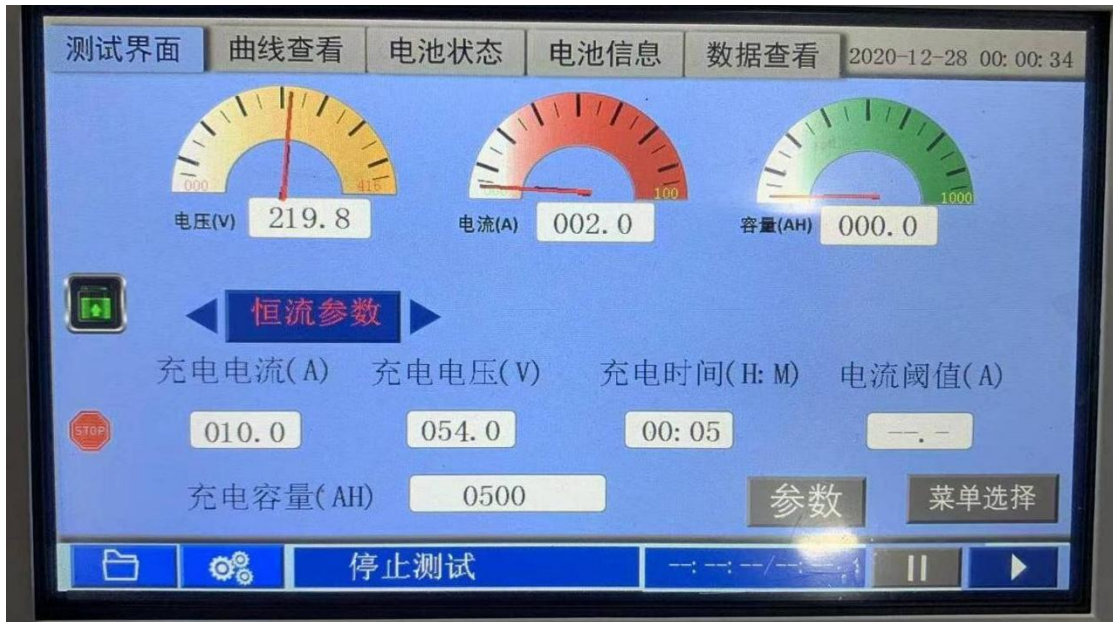 测试界面 曲线查看 电池状态 电池信息 数据查看 2020-12-28 00:00:34
000 415 100 1000
电压(V) 219.8 电流(A) 002.0 容量(AH) 000.0
恒流参数
充电电流(A) 充电电压(V) 充电时间(H:M) 电流阈值(A)
STOP 010.0 054.0 00:05 --.-
充电容量(AH) 0500 参数 菜单选择
停止测试